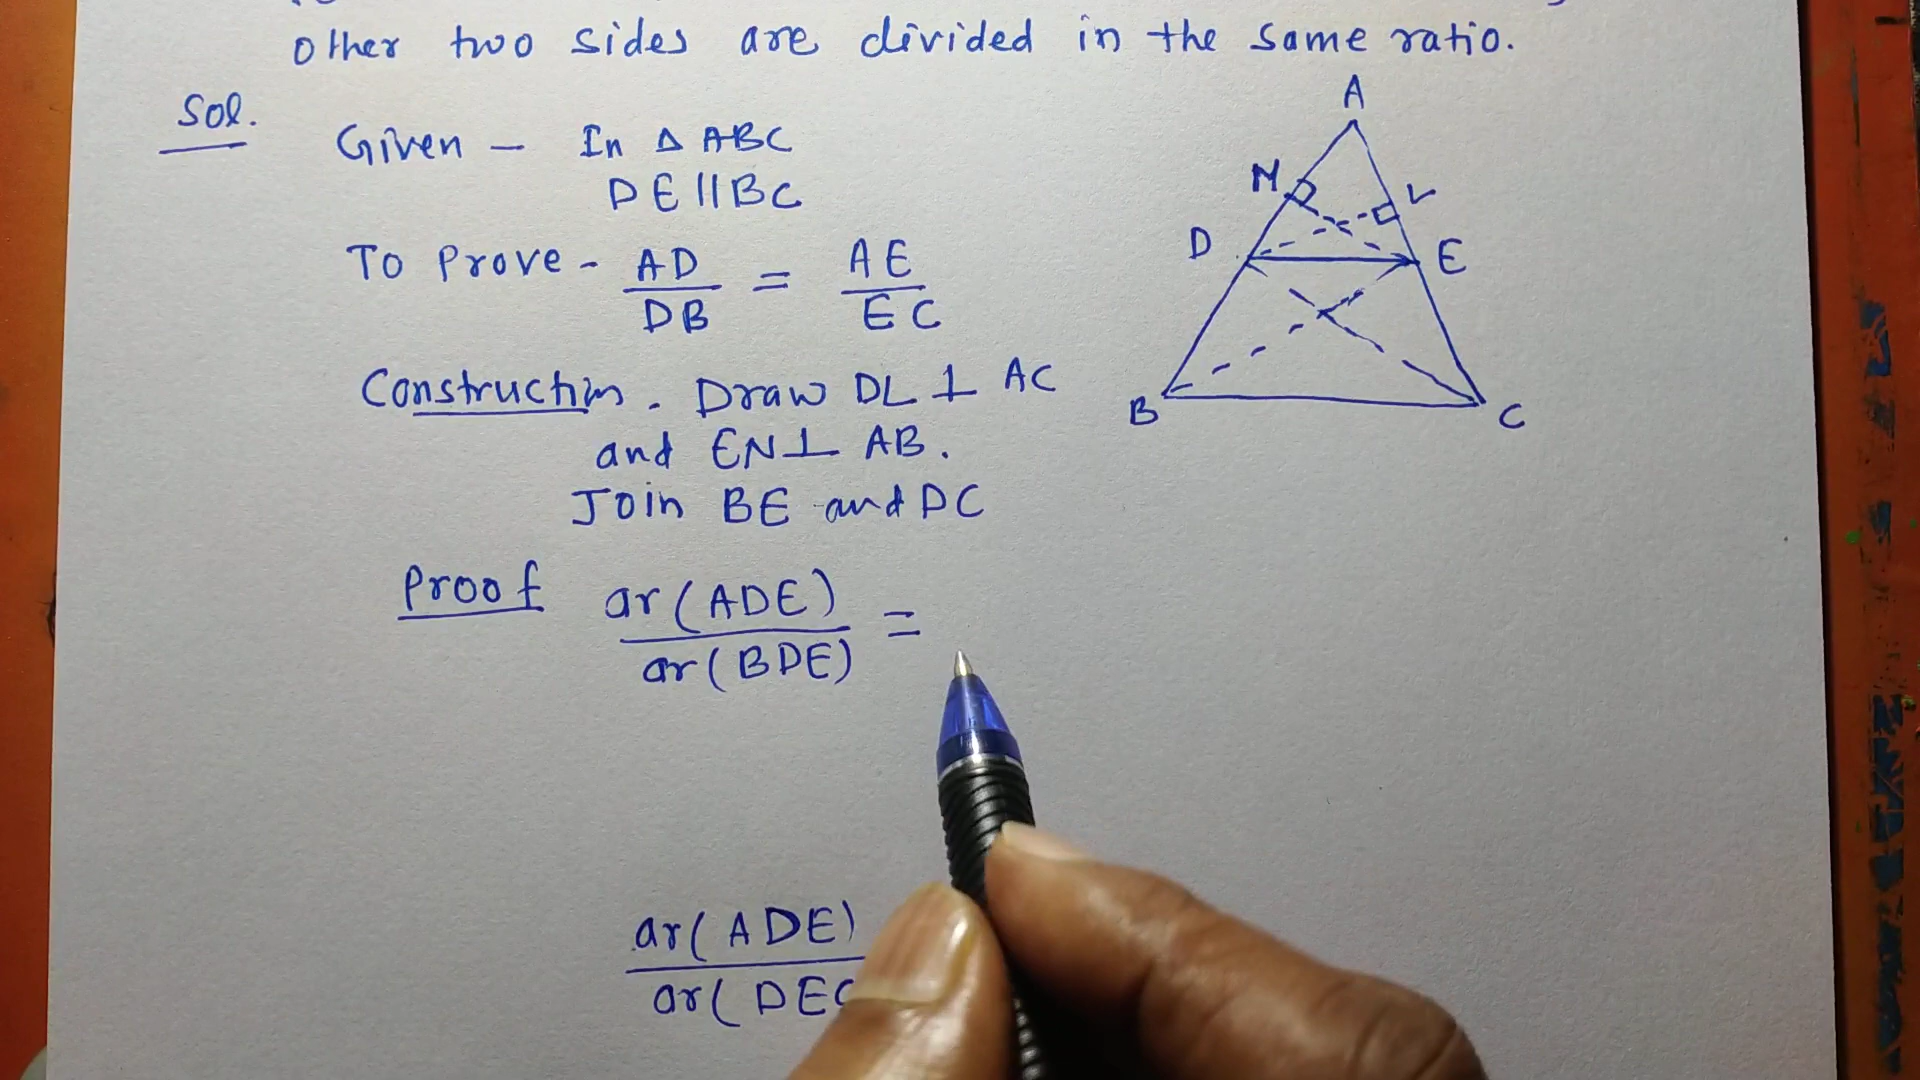 other two sides are divided in the same ratio.
Sol.
Given - In Δ ABC
DE || BC
To Prove - AD/DB = AE/EC
Construction. Draw DL ⊥ AC
and EN ⊥ AB.
Join BE and DC
Proof ar(ADE)/ar(BDE) =
ar(ADE)
ar(DEC
A
N L
D E
B C